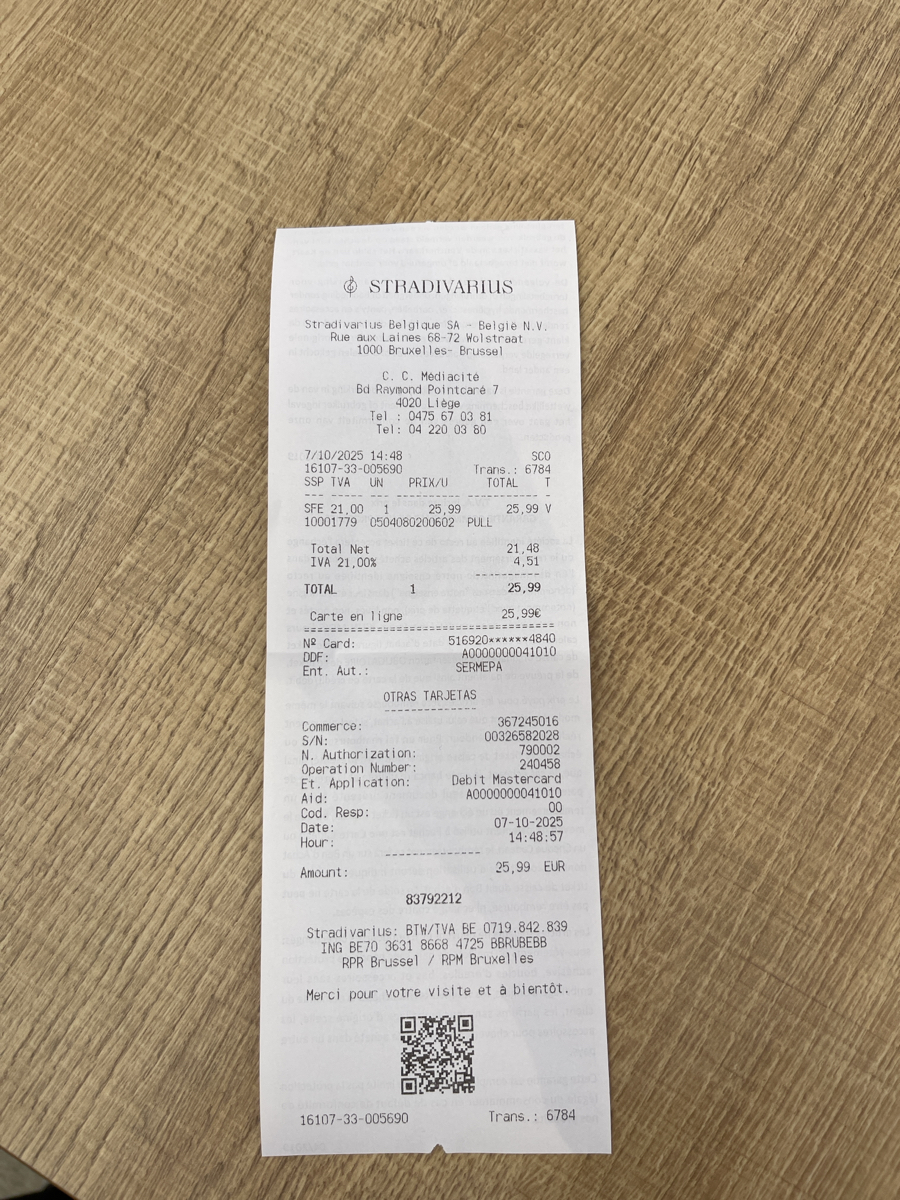 STRADIVARIUS
Stradivarius Belgique SA - België N.V.
Rue aux Laines 68-72 Wolstraat
1000 Bruxelles- Brussel
C. C. Médiacité
Bd Raymond Pointcaré 7
4020 Liège
Tel : 0475 67 03 81
Tel: 04 220 03 80
7/10/2025 14:48 SCO
16107-33-005690 Trans.: 6784
SSP TVA UN PRIX/U TOTAL T
--- --- --- ---------- ----------- -
SFE 21,00 1 25,99 25,99 V
10001779 0504080200602 PULL
Total Net 21,48
IVA 21,00% 4,51
----------
TOTAL 1 25,99
Carte en ligne 25,99€
========================================
Nº Card: 516920******4840
DDF: A0000000041010
Ent. Aut.: SERMEPA
OTRAS TARJETAS
--------------
Commerce: 367245016
S/N: 00326582028
N. Authorization: 790002
Operation Number: 240458
Et. Application: Debit Mastercard
Aid: A0000000041010
Cod. Resp: 00
Date: 07-10-2025
Hour: 14:48:57
--------------
Amount: 25,99 EUR
83792212
Stradivarius: BTW/TVA BE 0719.842.839
ING BE70 3631 8668 4725 BBRUBEBB
RPR Brussel / RPM Bruxelles
Merci pour votre visite et à bientôt.
16107-33-005690 Trans.: 6784